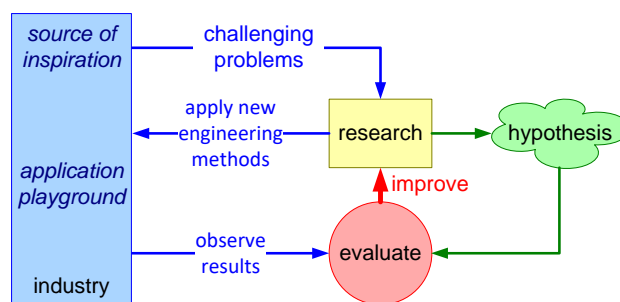 source of
inspiration
challenging
problems
apply new
engineering
methods
research
hypothesis
application
playground
improve
observe
results
evaluate
industry